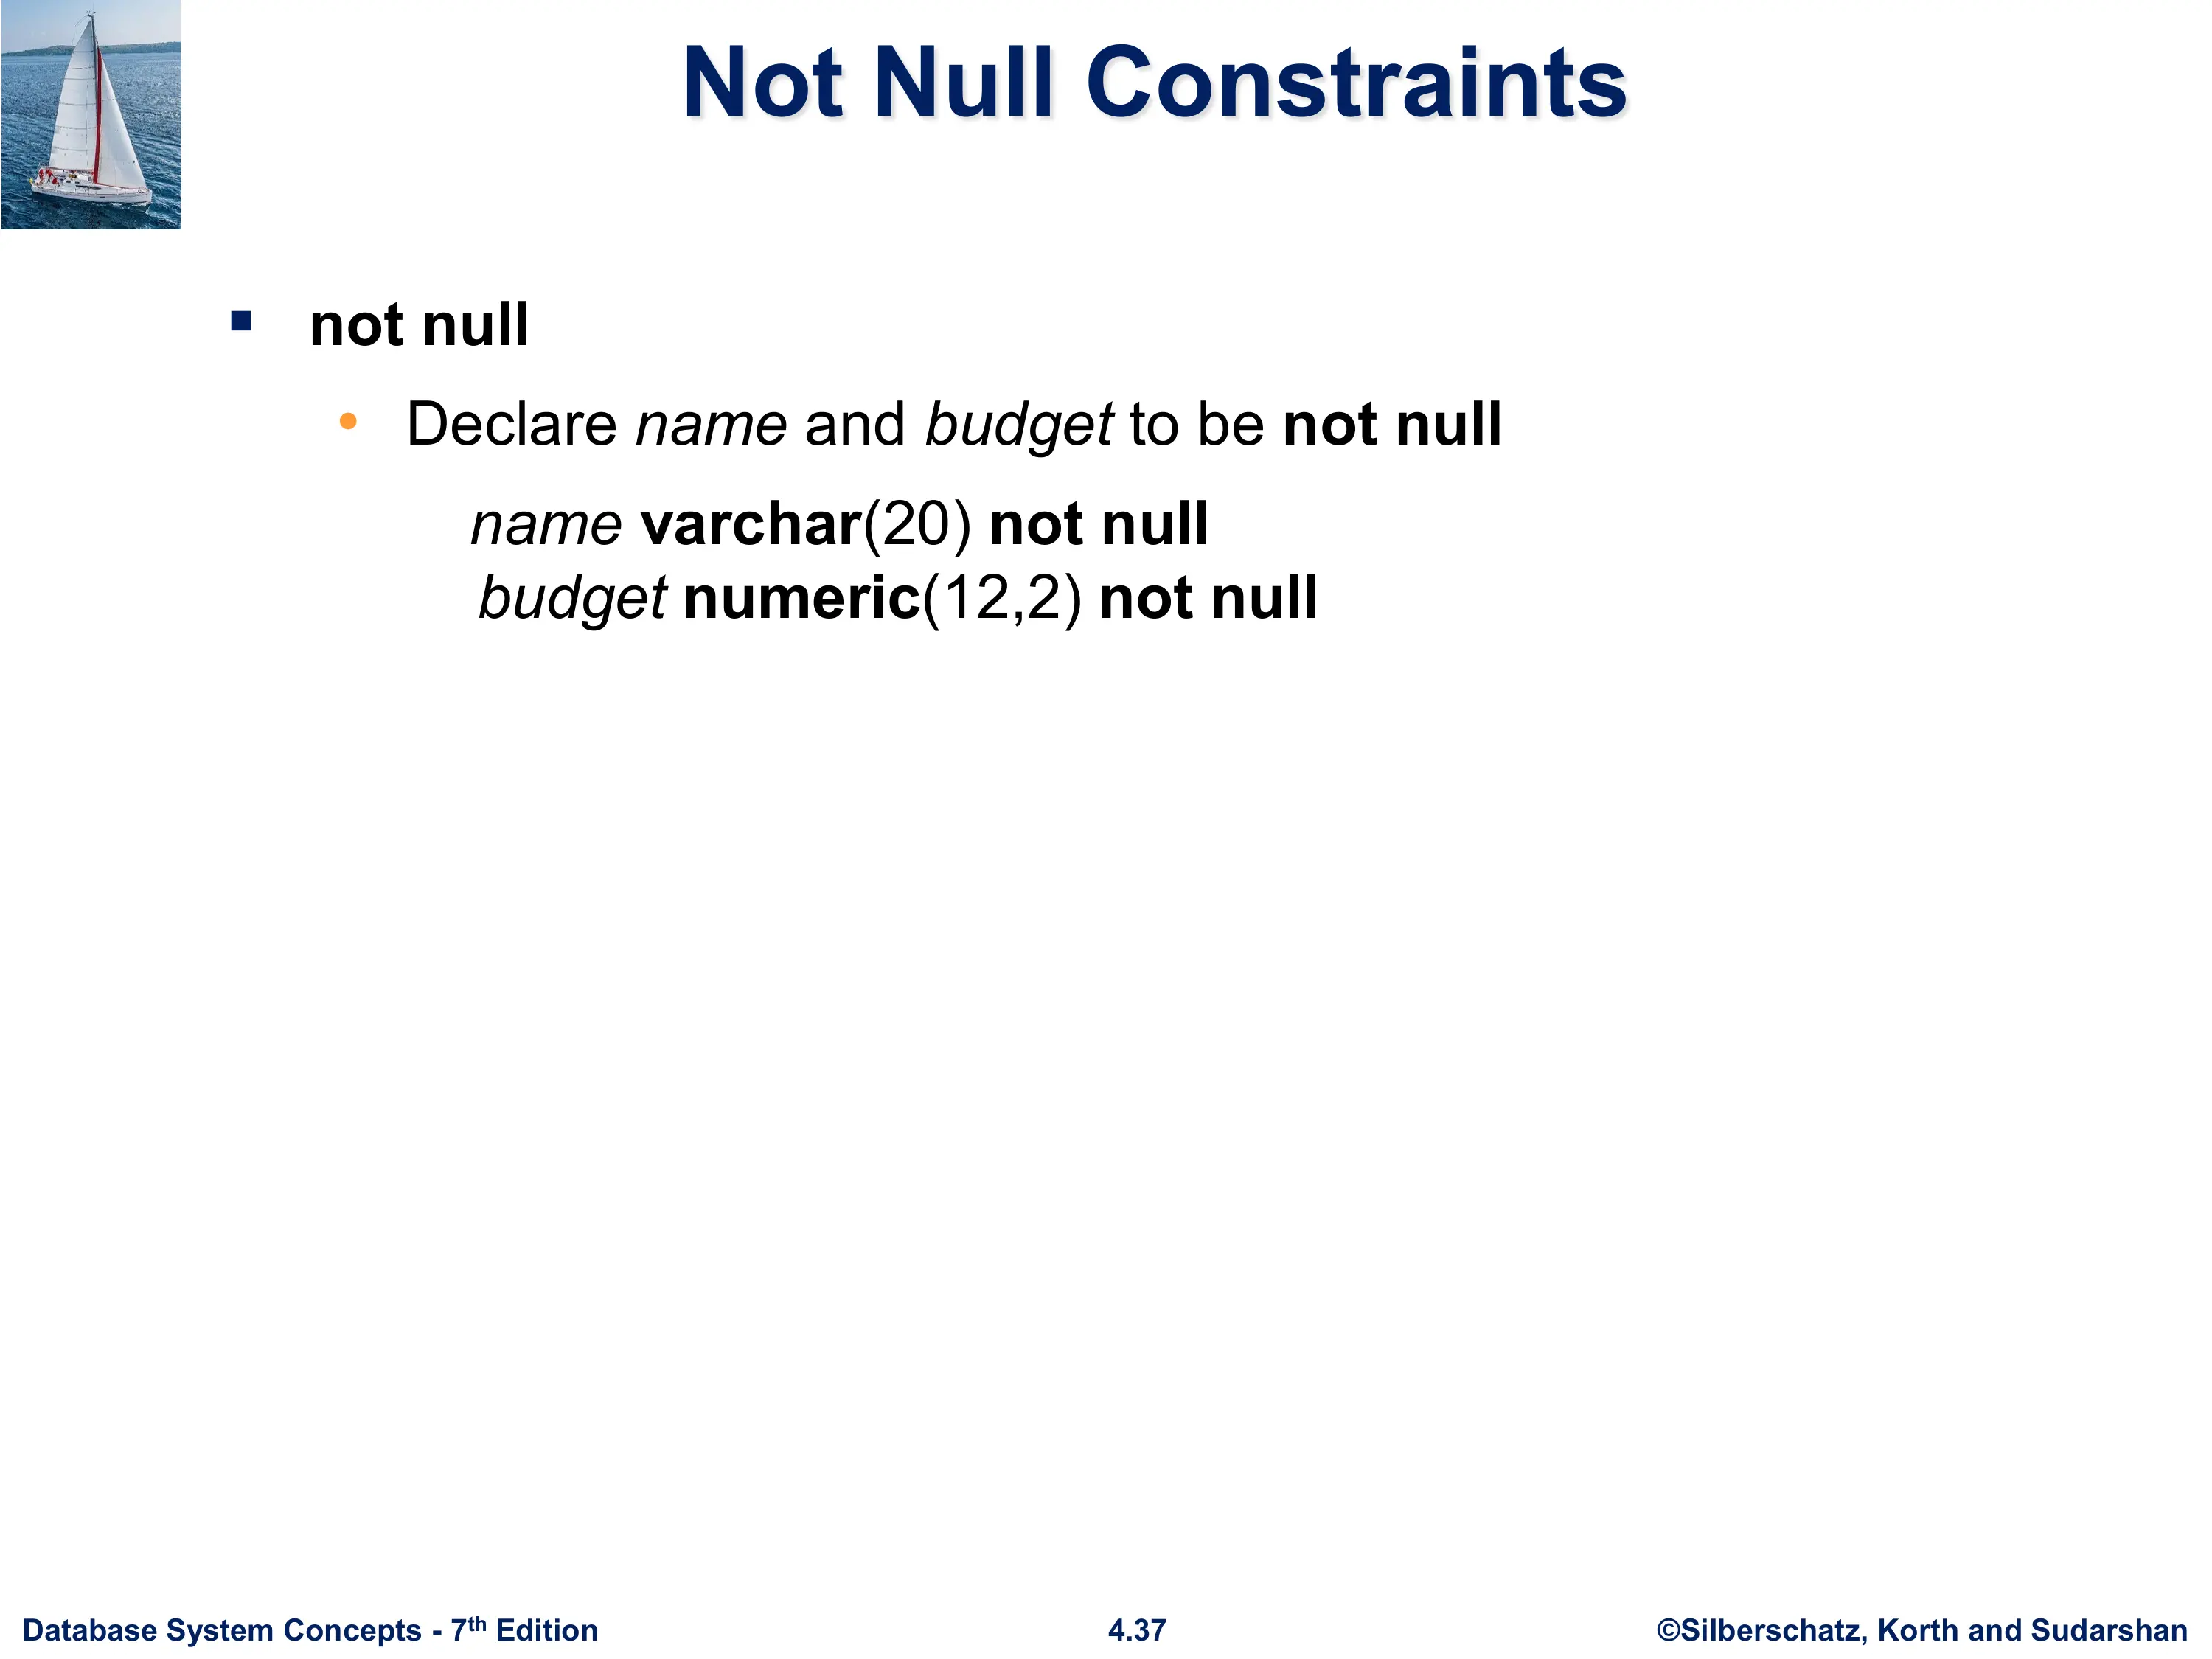 Not Null Constraints
▪ not null
• Declare name and budget to be not null
name varchar(20) not null
budget numeric(12,2) not null
Database System Concepts - 7th Edition 4.37 ©Silberschatz, Korth and Sudarshan